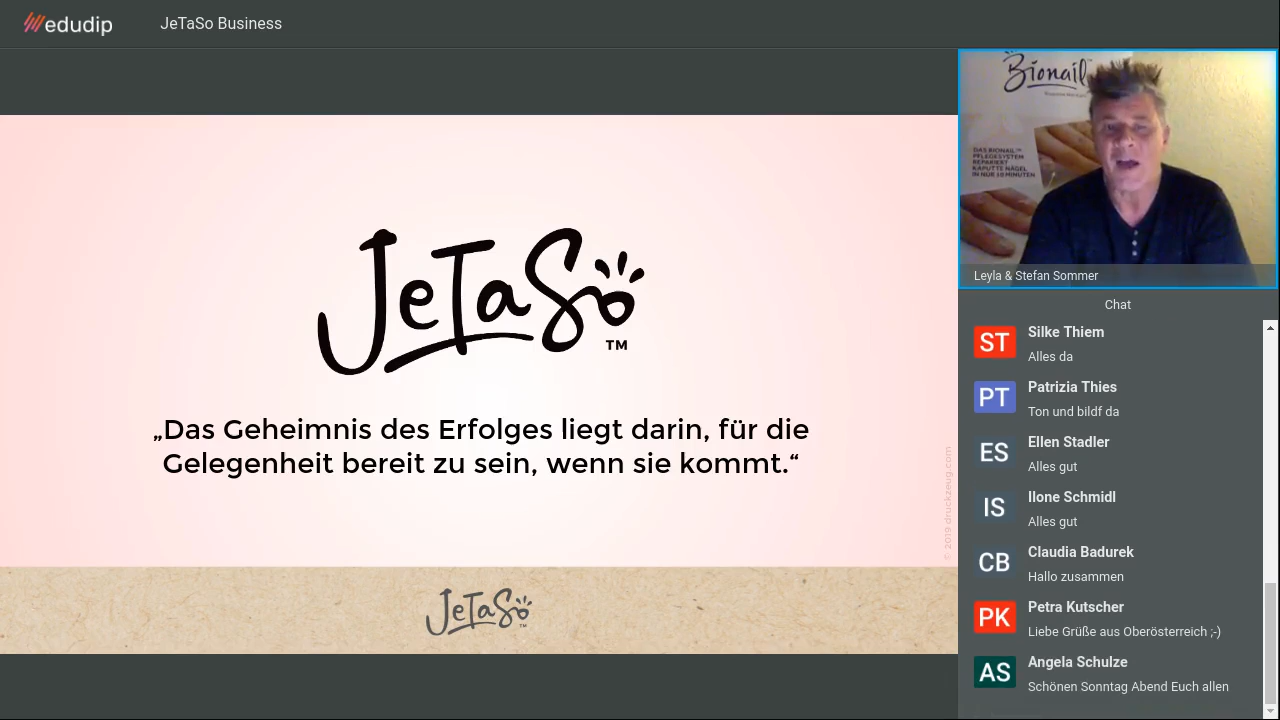 edudip
JeTaSo Business
JeTaSo
TM
„Das Geheimnis des Erfolges liegt darin, für die
Gelegenheit bereit zu sein, wenn sie kommt.“
© 2019 druckzeug.com
JeTaSo
TM
Bionail
DAS BIONAIL™
PFLEGESYSTEM
REPARIERT
KAPUTTE NÄGEL
IN NUR 10 MINUTEN
Leyla & Stefan Sommer
Chat
ST
Silke Thiem
Alles da
PT
Patrizia Thies
Ton und bildf da
ES
Ellen Stadler
Alles gut
IS
Ilone Schmidl
Alles gut
CB
Claudia Badurek
Hallo zusammen
PK
Petra Kutscher
Liebe Grüße aus Oberösterreich ;-)
AS
Angela Schulze
Schönen Sonntag Abend Euch allen